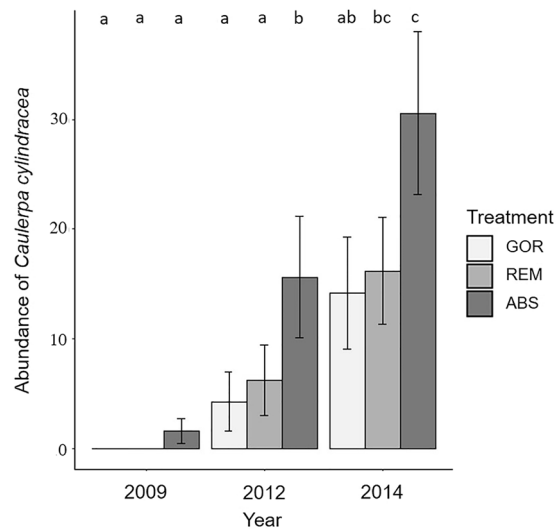 a a a a a b ab bc c
Abundance of Caulerpa cylindracea
30
20
10
0
2009 2012 2014
Year
Treatment
GOR
REM
ABS